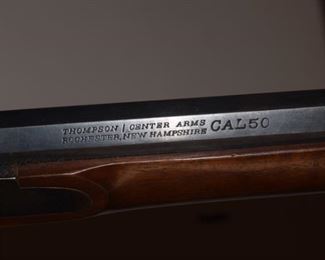 THOMPSON | CENTER ARMS
ROCHESTER, NEW HAMPSHIRE
CAL50